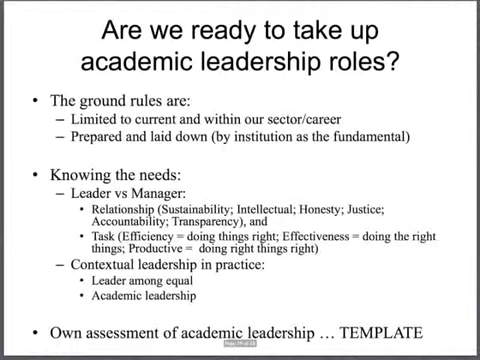 Are we ready to take up
academic leadership roles?
• The ground rules are:
– Limited to current and within our sector/career
– Prepared and laid down (by institution as the fundamental)
• Knowing the needs:
– Leader vs Manager:
• Relationship (Sustainability; Intellectual; Honesty; Justice;
Accountability; Transparency), and
• Task (Efficiency = doing things right; Effectiveness = doing the right
things; Productive = doing right things right)
– Contextual leadership in practice:
• Leader among equal
• Academic leadership
• Own assessment of academic leadership … TEMPLATE